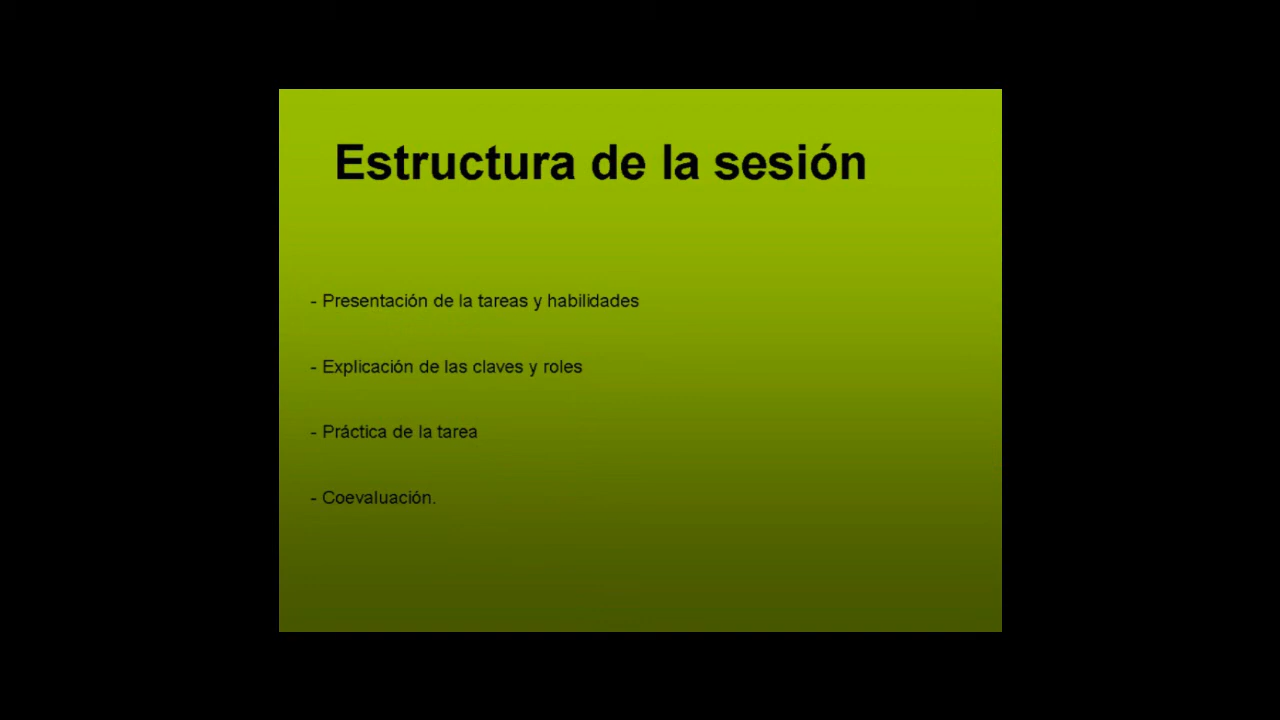 Estructura de la sesión
- Presentación de la tareas y habilidades
- Explicación de las claves y roles
- Práctica de la tarea
- Coevaluación.